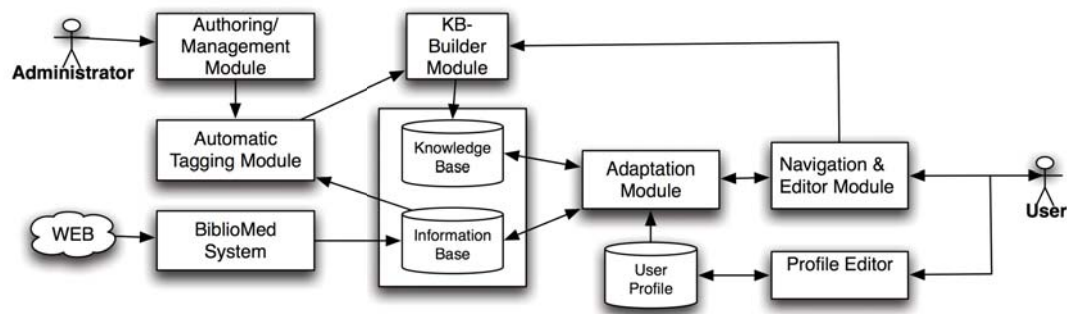 Authoring/
Management
Module
Administrator
KB-
Builder
Module
Automatic
Tagging Module
Knowledge
Base
Adaptation
Module
Navigation &
Editor Module
User
WEB
BiblioMed
System
Information
Base
User
Profile
Profile Editor